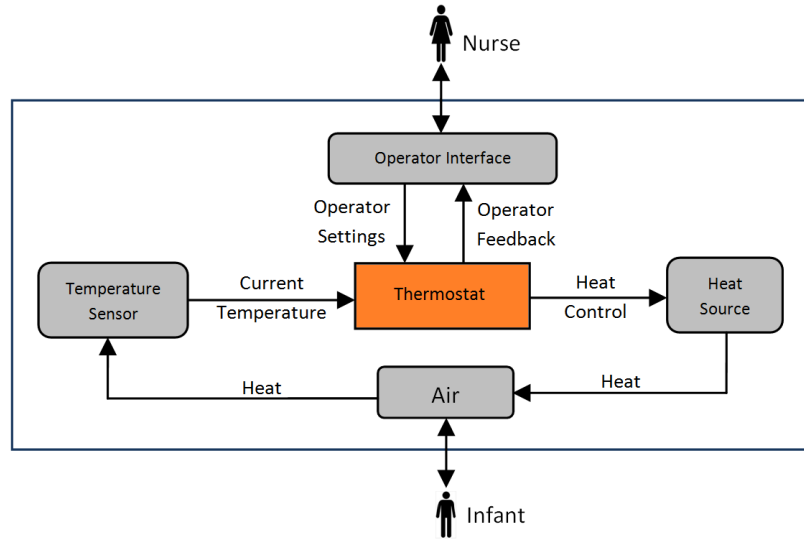 Nurse
Operator Interface
Operator
Settings
Operator
Feedback
Temperature
Sensor
Current
Temperature
Thermostat
Heat
Control
Heat
Source
Heat
Air
Heat
Infant